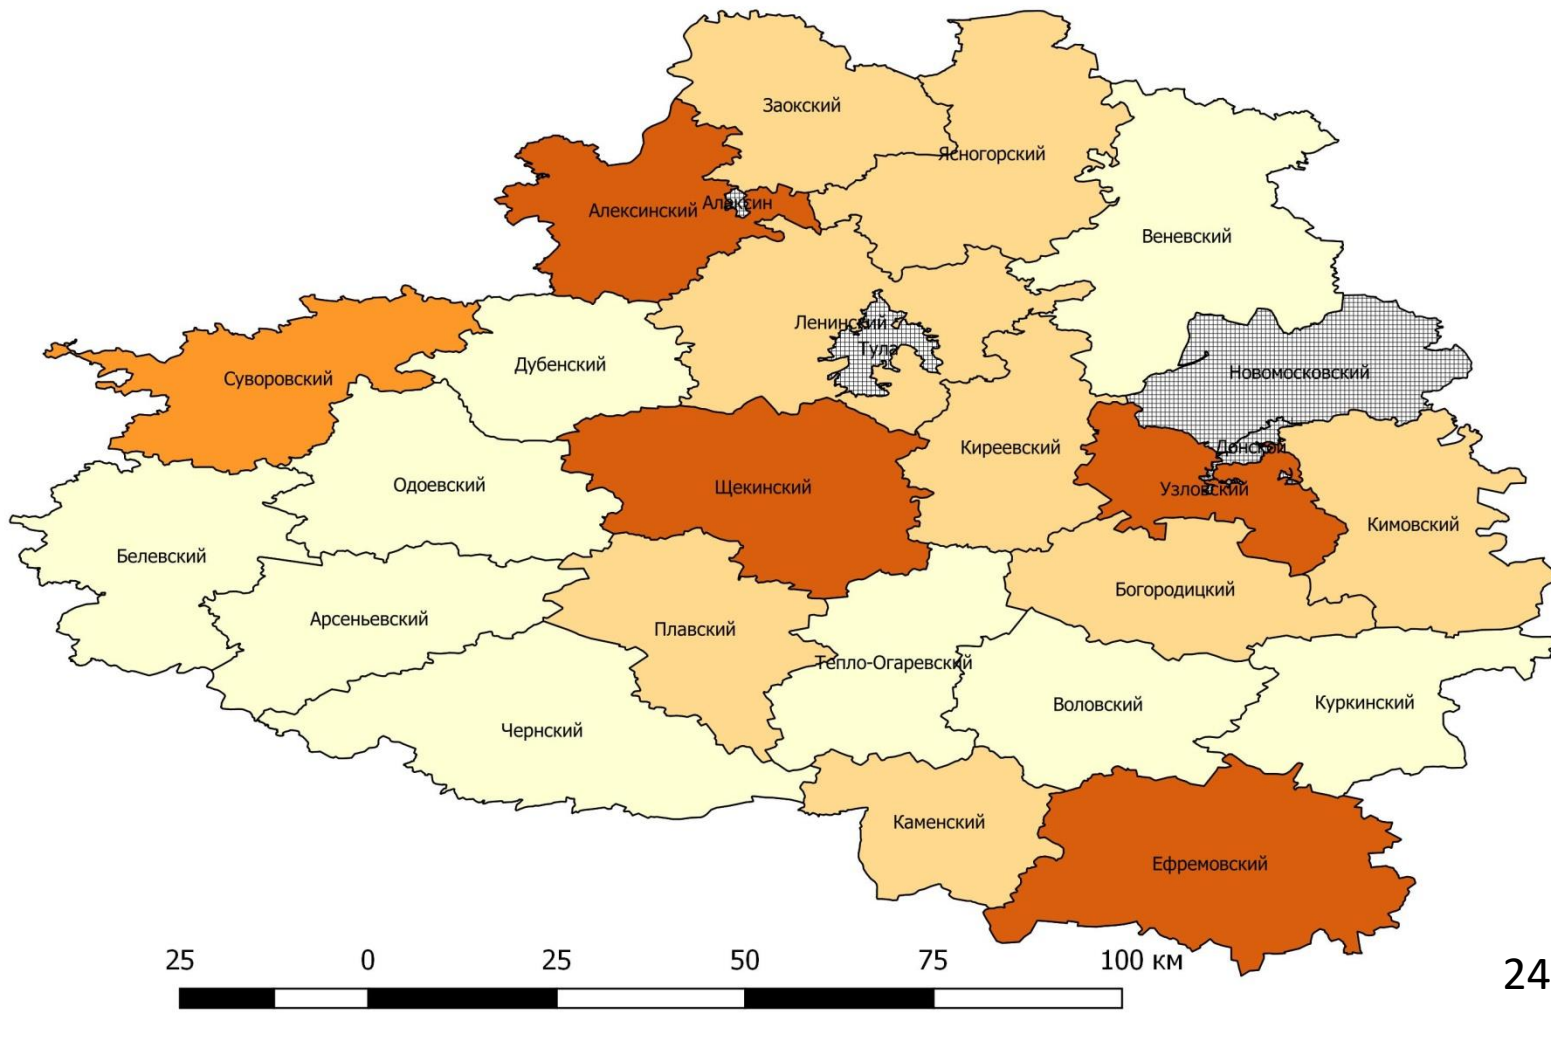 Заокский
Ясногорский
Алексинский
Алексин
Веневский
Ленинский
Тула
Суворовский
Дубенский
Новомосковский
Донской
Киреевский
Щекинский
Одоевский
Узловский
Кимовский
Белевский
Богородицкий
Арсеньевский
Плавский
Тепло-Огаревский
Воловский
Куркинский
Чернский
Каменский
Ефремовский
25 0 25 50 75 100 км
24